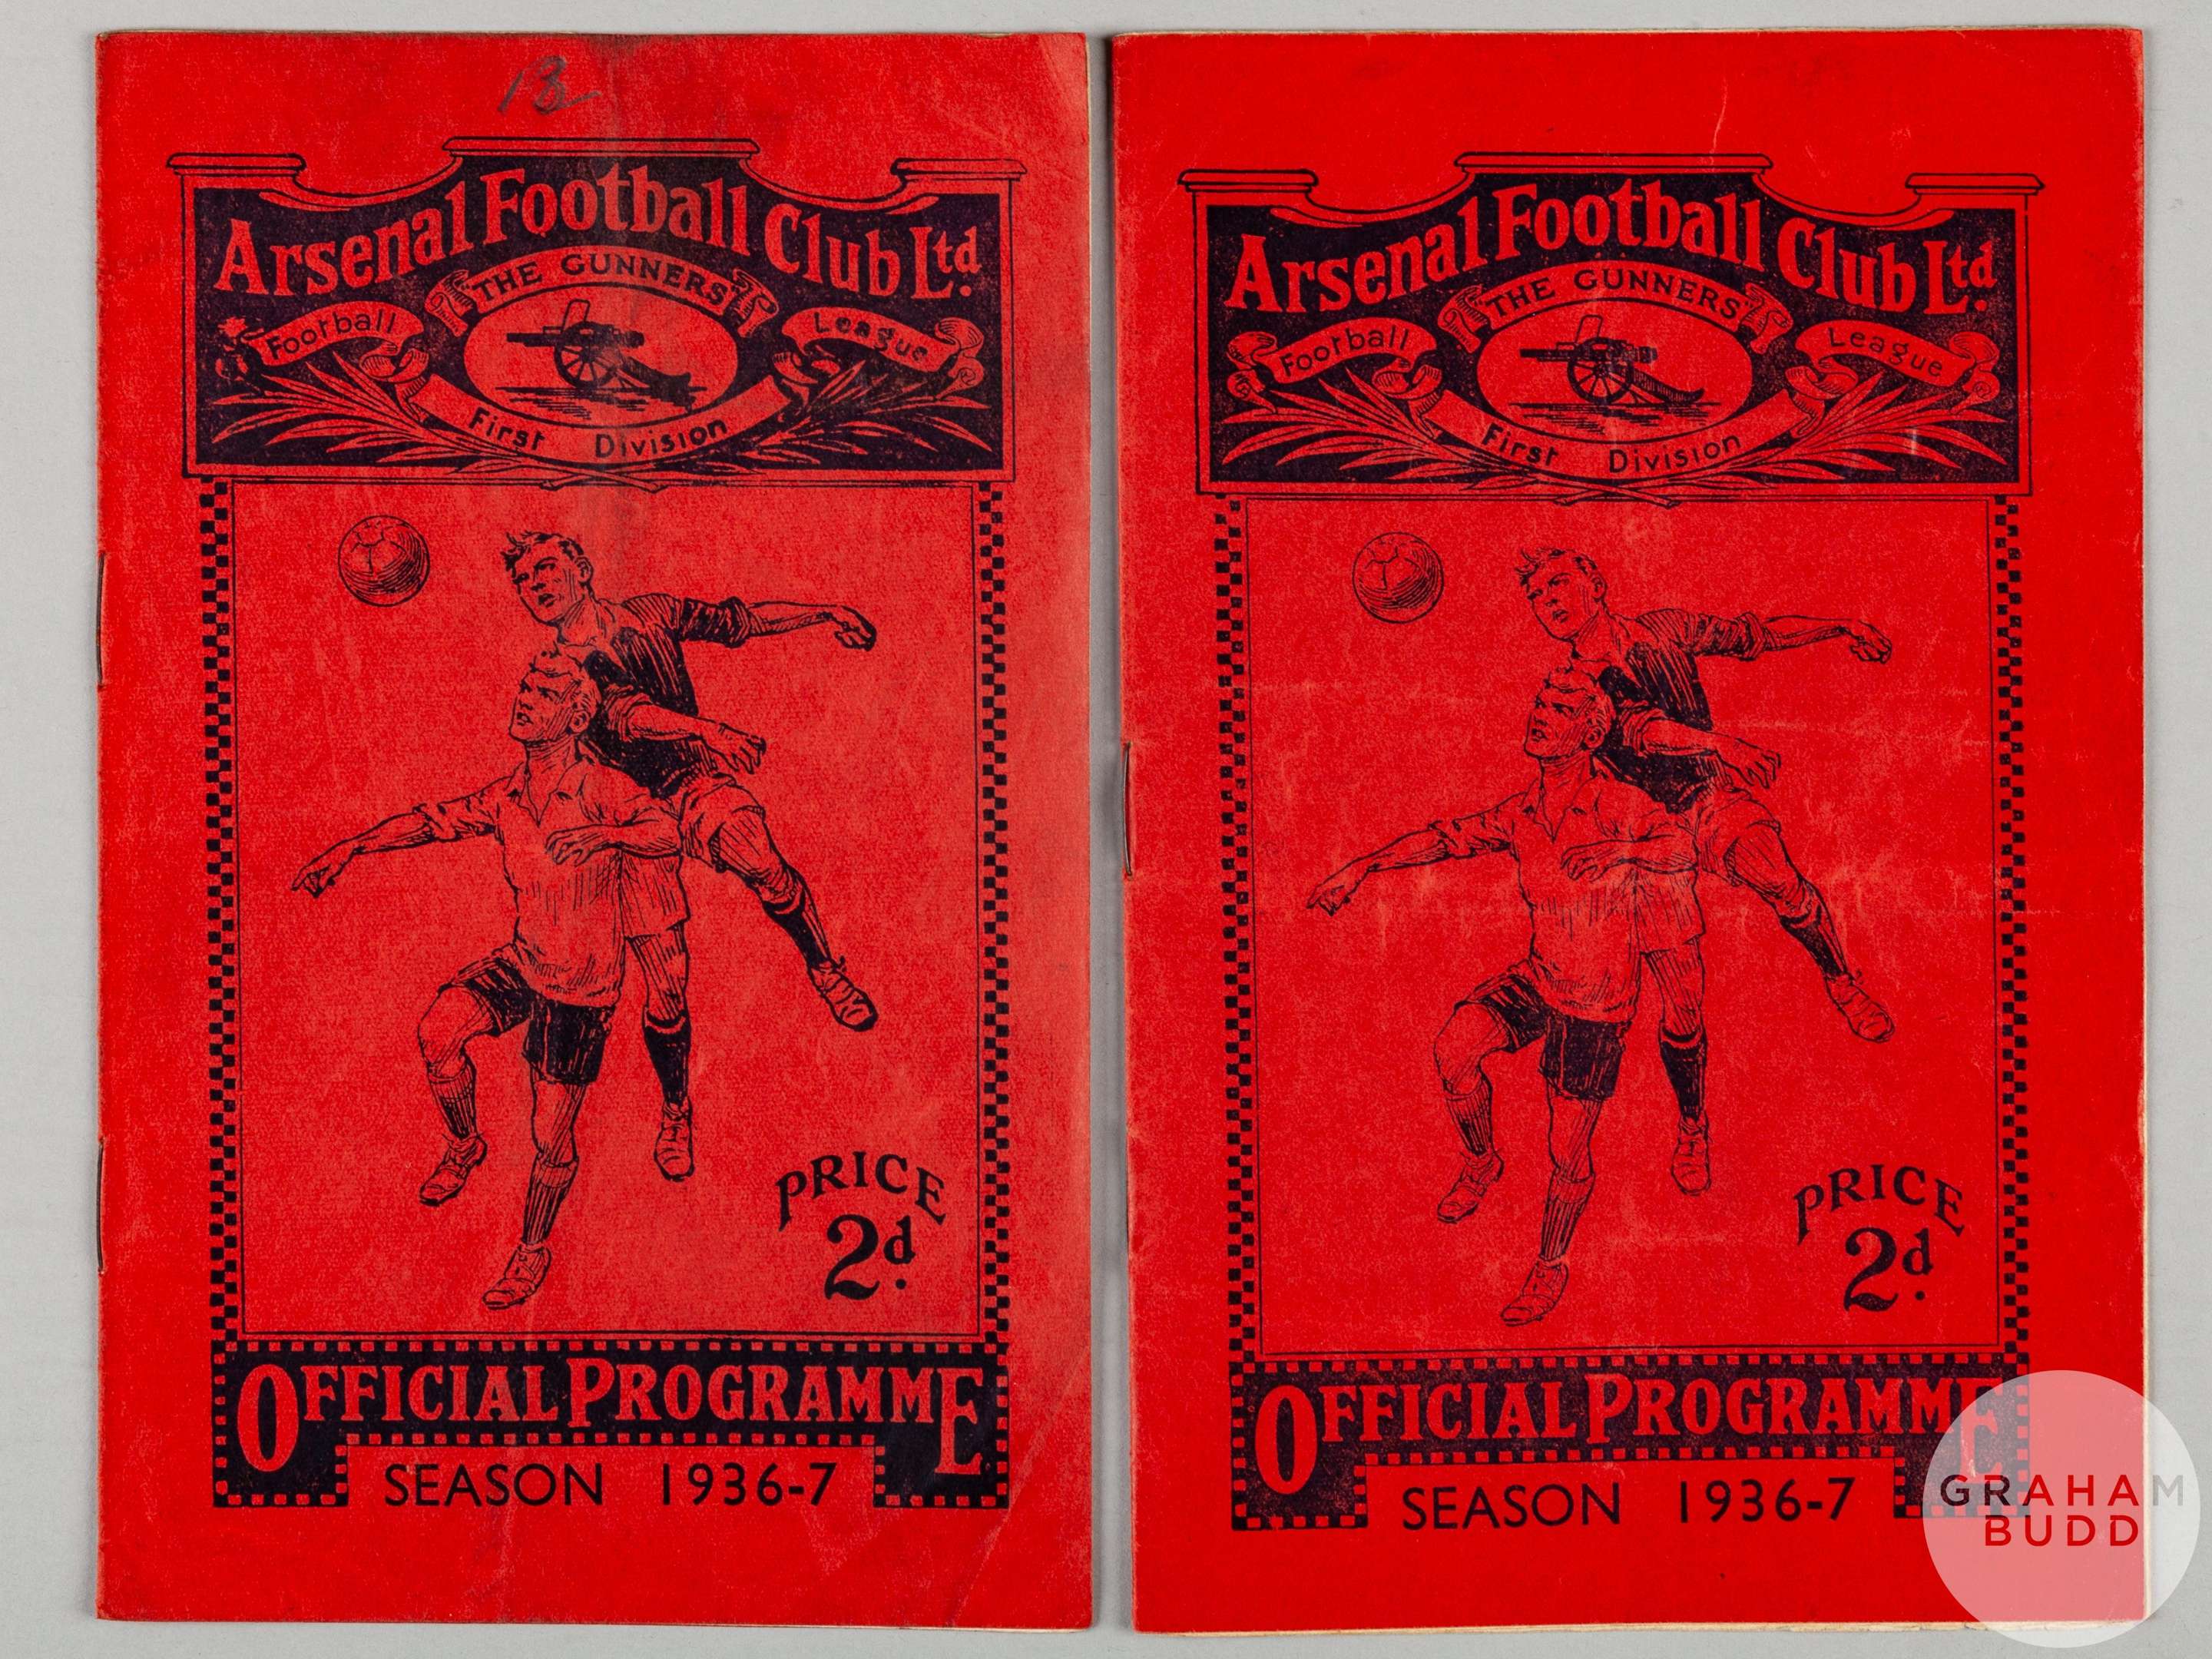 13
Arsenal Football Club Ltd.
THE GUNNERS
Football League
First Division
PRICE
2d.
OFFICIAL PROGRAMME
SEASON 1936-7
Arsenal Football Club Ltd.
THE GUNNERS
Football League
First Division
PRICE
2d.
OFFICIAL PROGRAMME
SEASON 1936-7
GRAHAM
BUDD